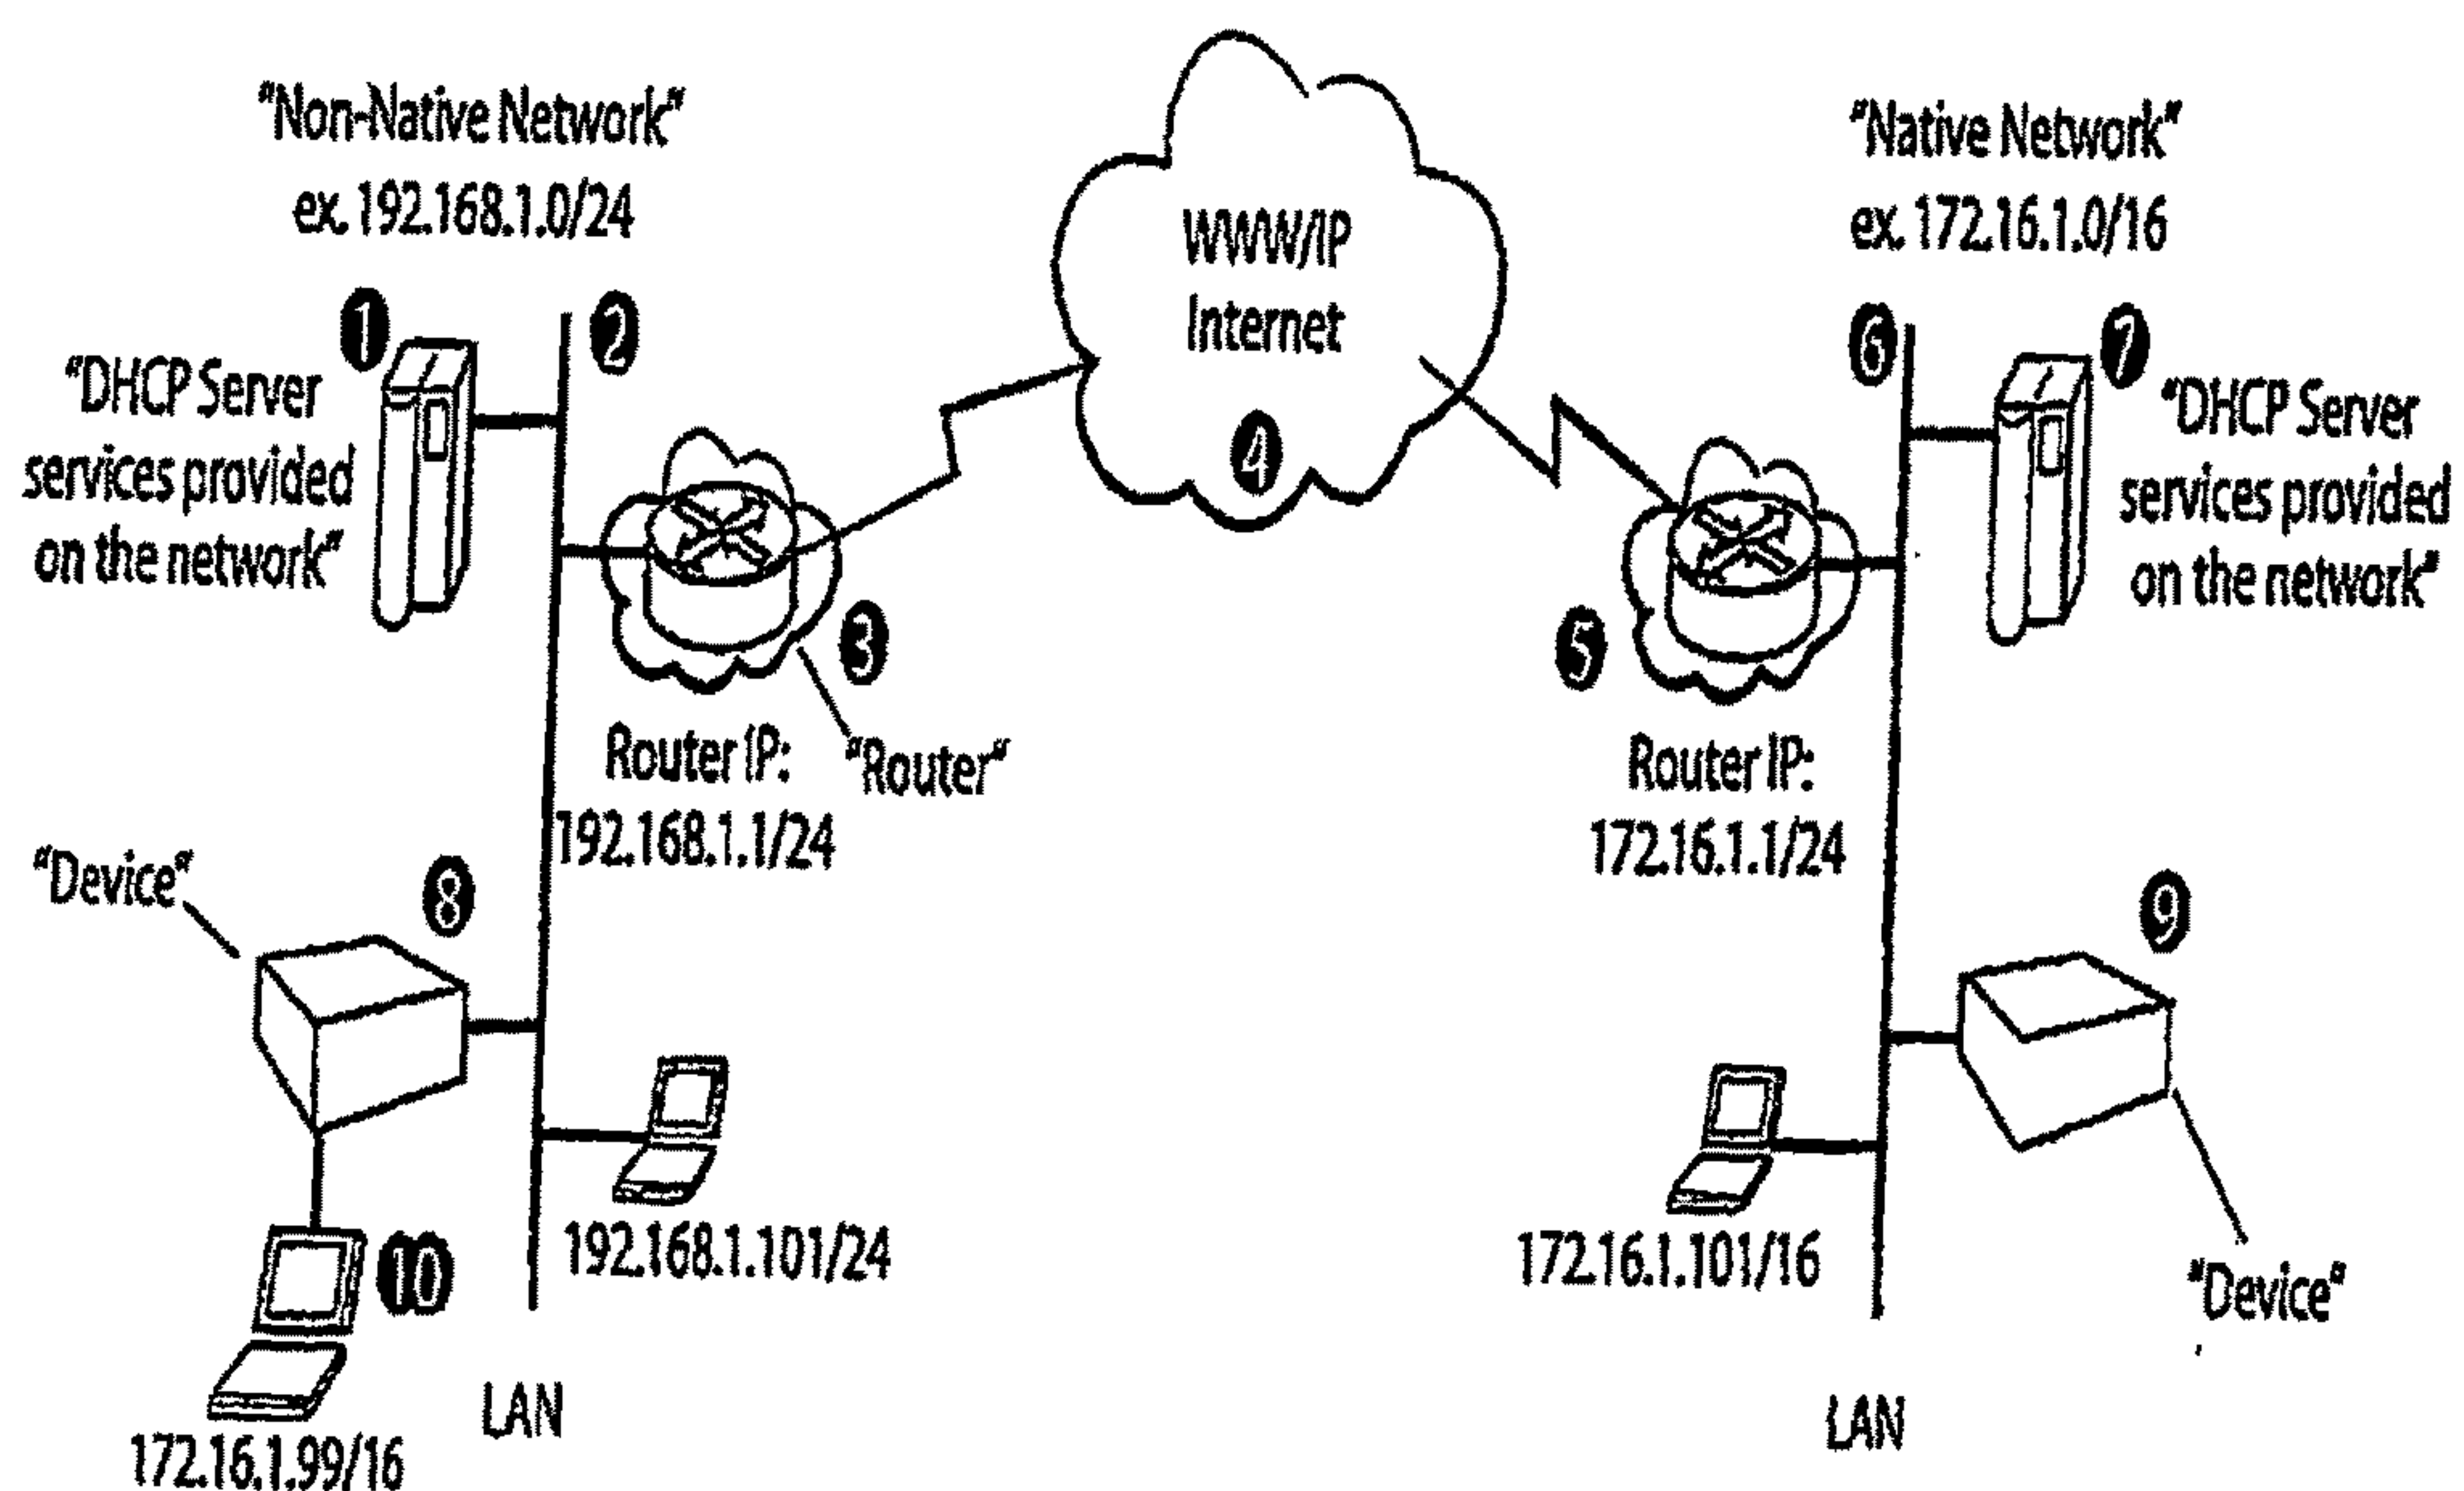 "Non-Native Network"
ex. 192.168.1.0/24
WWW/IP
Internet
"Native Network"
ex. 172.16.1.0/16
1
2
"DHCP Server
services provided
on the network"
3
Router IP:
192.168.1.1/24
"Router"
4
5
Router IP:
172.16.1.1/24
6
7
"DHCP Server
services provided
on the network"
"Device"
8
9
192.168.1.101/24
172.16.1.101/16
"Device"
10
172.16.1.99/16
LAN
LAN